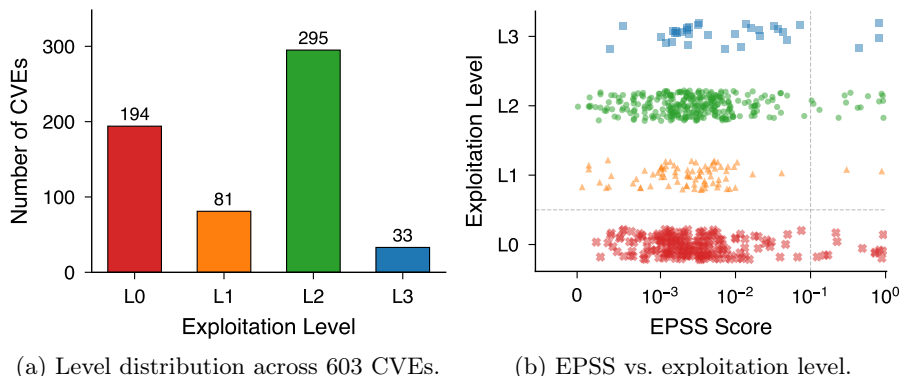 Number of CVEs
300
200
100
0
194
81
295
33
L0 L1 L2 L3
Exploitation Level
(a) Level distribution across 603 CVEs.
Exploitation Level
L3
L2
L1
L0
0 10⁻³ 10⁻² 10⁻¹ 10⁰
EPSS Score
(b) EPSS vs. exploitation level.